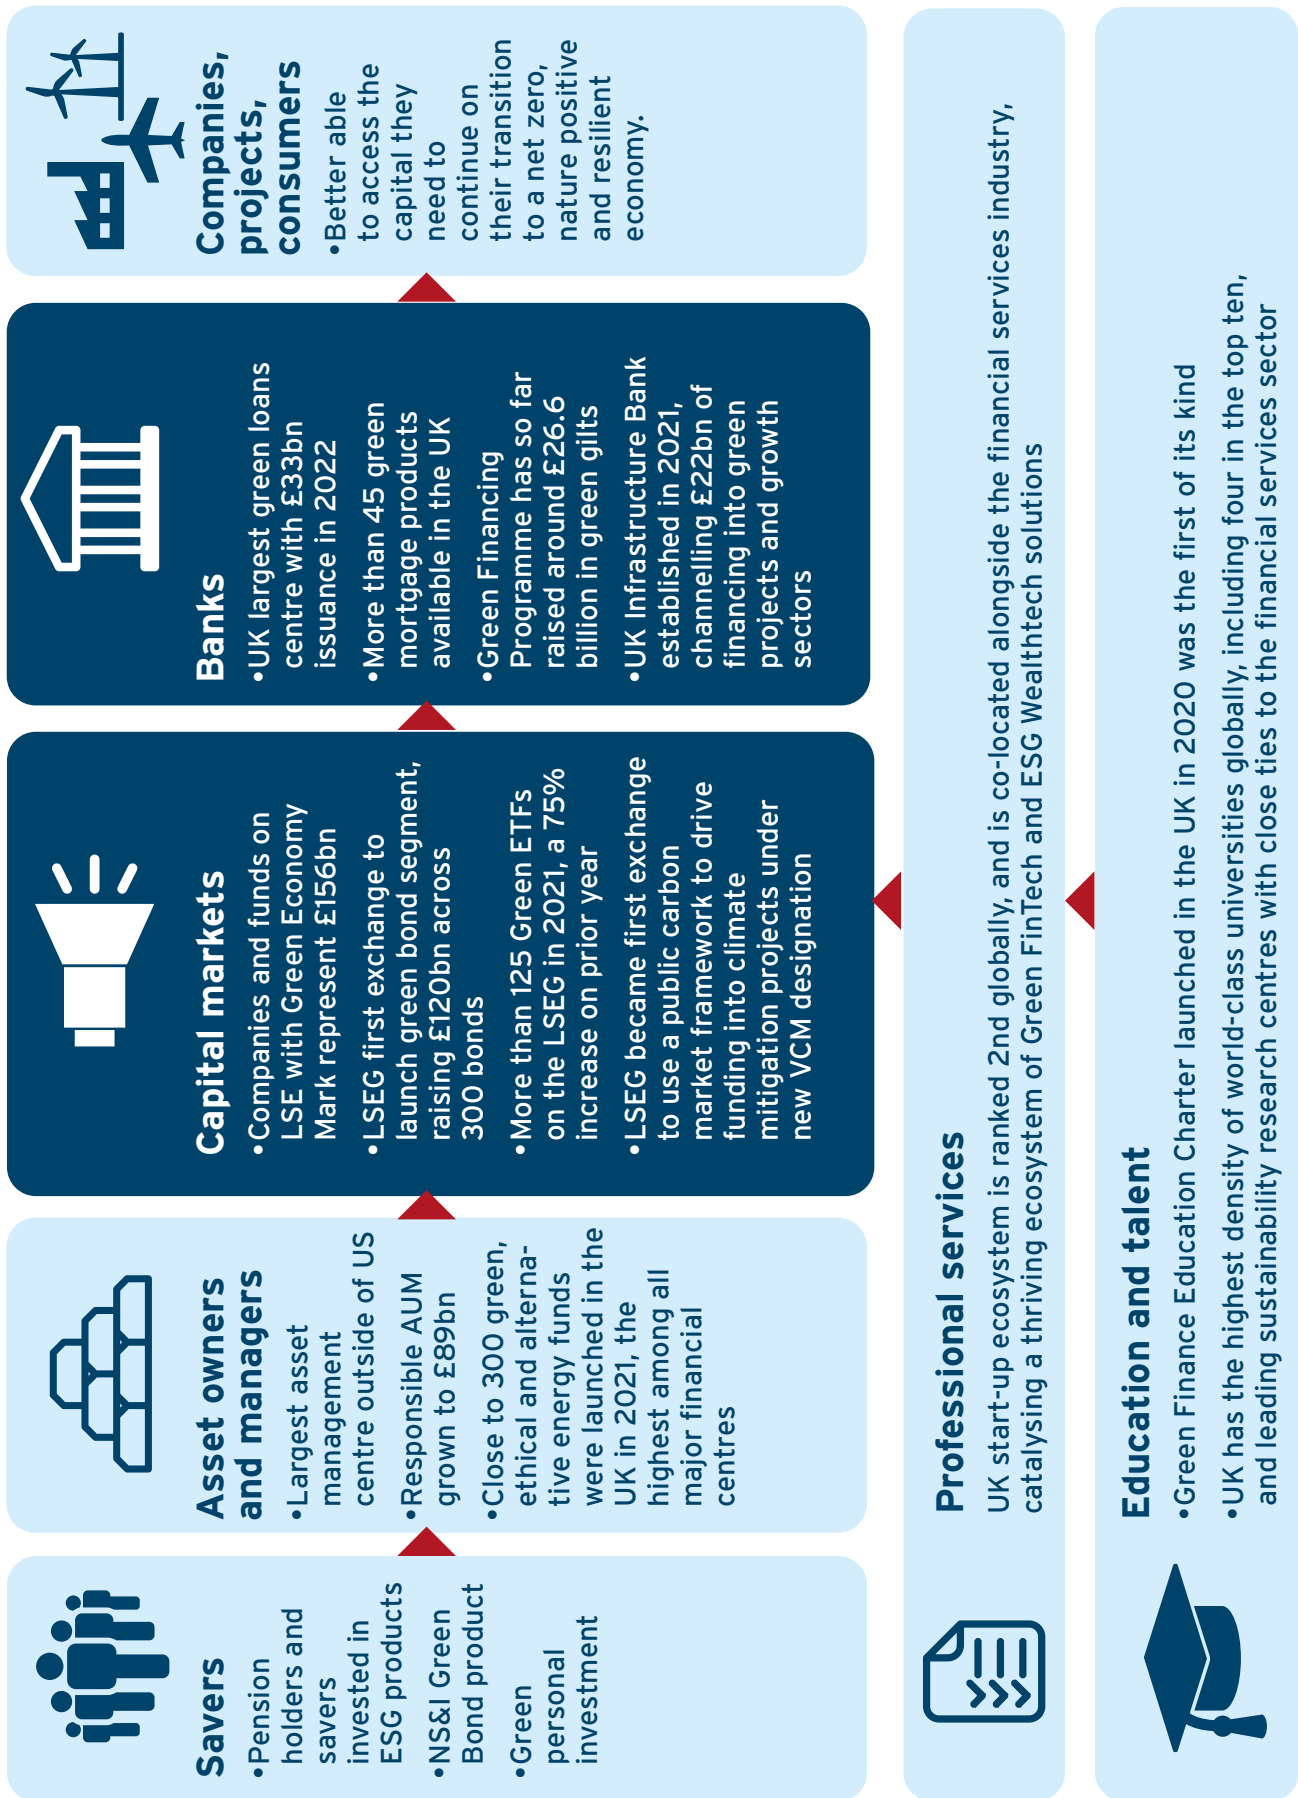 Savers
•Pension
holders and
savers
invested in
ESG products
•NS&I Green
Bond product
•Green
personal
investment
Asset owners
and managers
•Largest asset
management
centre outside of US
•Responsible AUM
grown to £89bn
•Close to 300 green,
ethical and alterna-
tive energy funds
were launched in the
UK in 2021, the
highest among all
major financial
centres
Capital markets
•Companies and funds on
LSE with Green Economy
Mark represent £156bn
•LSEG first exchange to
launch green bond segment,
raising £120bn across
300 bonds
•More than 125 Green ETFs
on the LSEG in 2021, a 75%
increase on prior year
•LSEG became first exchange
to use a public carbon
market framework to drive
funding into climate
mitigation projects under
new VCM designation
Banks
•UK largest green loans
centre with £33bn
issuance in 2022
•More than 45 green
mortgage products
available in the UK
•Green Financing
Programme has so far
raised around £26.6
billion in green gilts
•UK Infrastructure Bank
established in 2021,
channelling £22bn of
financing into green
projects and growth
sectors
Companies,
projects,
consumers
•Better able
to access the
capital they
need to
continue on
their transition
to a net zero,
nature positive
and resilient
economy.
Professional services
UK start-up ecosystem is ranked 2nd globally, and is co-located alongside the financial services industry,
catalysing a thriving ecosystem of Green FinTech and ESG Wealthtech solutions
Education and talent
•Green Finance Education Charter launched in the UK in 2020 was the first of its kind
•UK has the highest density of world-class universities globally, including four in the top ten,
and leading sustainability research centres with close ties to the financial services sector